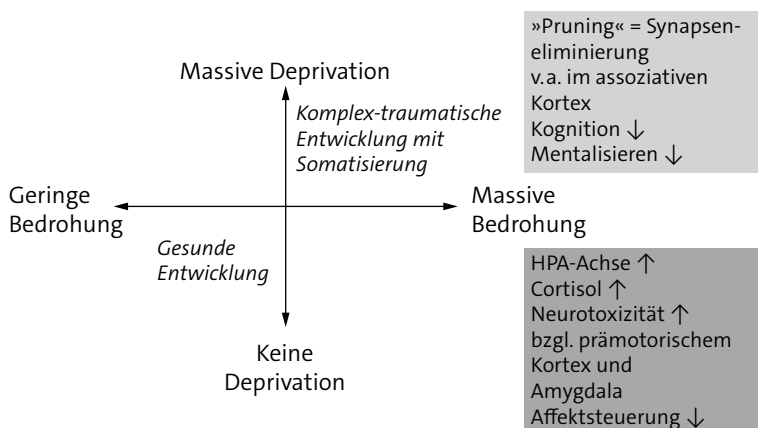 Massive Deprivation
Komplex-traumatische
Entwicklung mit
Somatisierung
Geringe
Bedrohung
Massive
Bedrohung
Gesunde
Entwicklung
Keine
Deprivation
»Pruning« = Synapsen-
eliminierung
v. a. im assoziativen
Kortex
Kognition ↓
Mentalisieren ↓
HPA-Achse ↑
Cortisol ↑
Neurotoxizität ↑
bzgl. prämotorischem
Kortex und
Amygdala
Affektsteuerung ↓